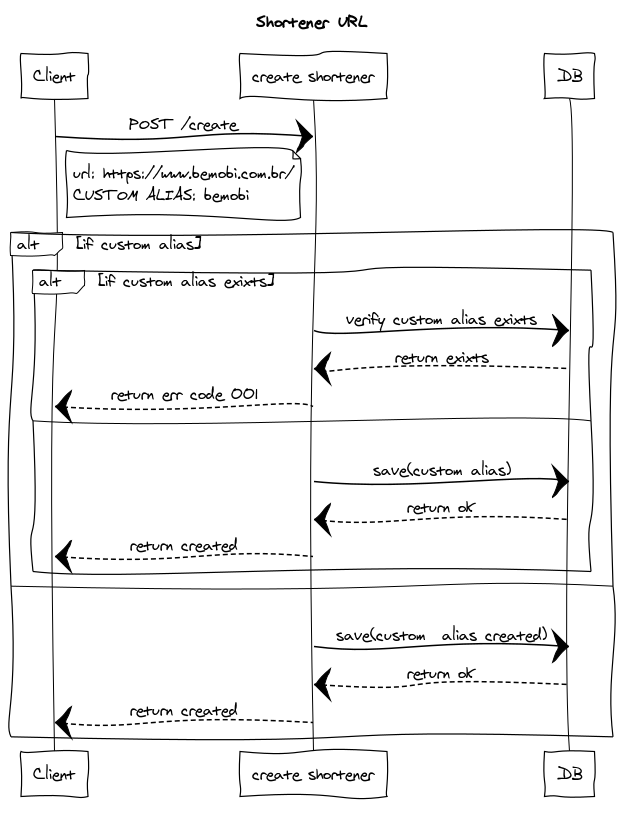 Shortener URL
Client
create shortener
DB
POST /create
url: https://www.bemobi.com.br/
CUSTOM ALIAS: bemobi
alt [if custom alias]
alt [if custom alias exixts]
verify custom alias exixts
return exixts
return err code 001
save(custom alias)
return ok
return created
save(custom alias created)
return ok
return created
Client
create shortener
DB